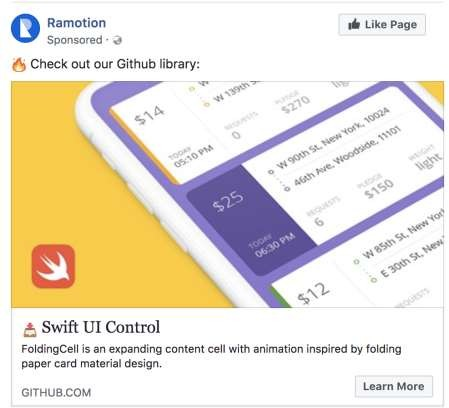 Ramotion
Sponsored ·
Like Page
🔥 Check out our Github library:
$14
TODAY
05:10 PM
W 139th St
REQUESTS
0
PLEDGE
$270
light
$25
TODAY
06:30 PM
W 90th St, New York, 10024
46th Ave, Woodside, 11101
REQUESTS
6
PLEDGE
$150
WEIGHT
light
$12
W 85th St, New York
E 30th St, New
📤 Swift UI Control
FoldingCell is an expanding content cell with animation inspired by folding
paper card material design.
GITHUB.COM
Learn More